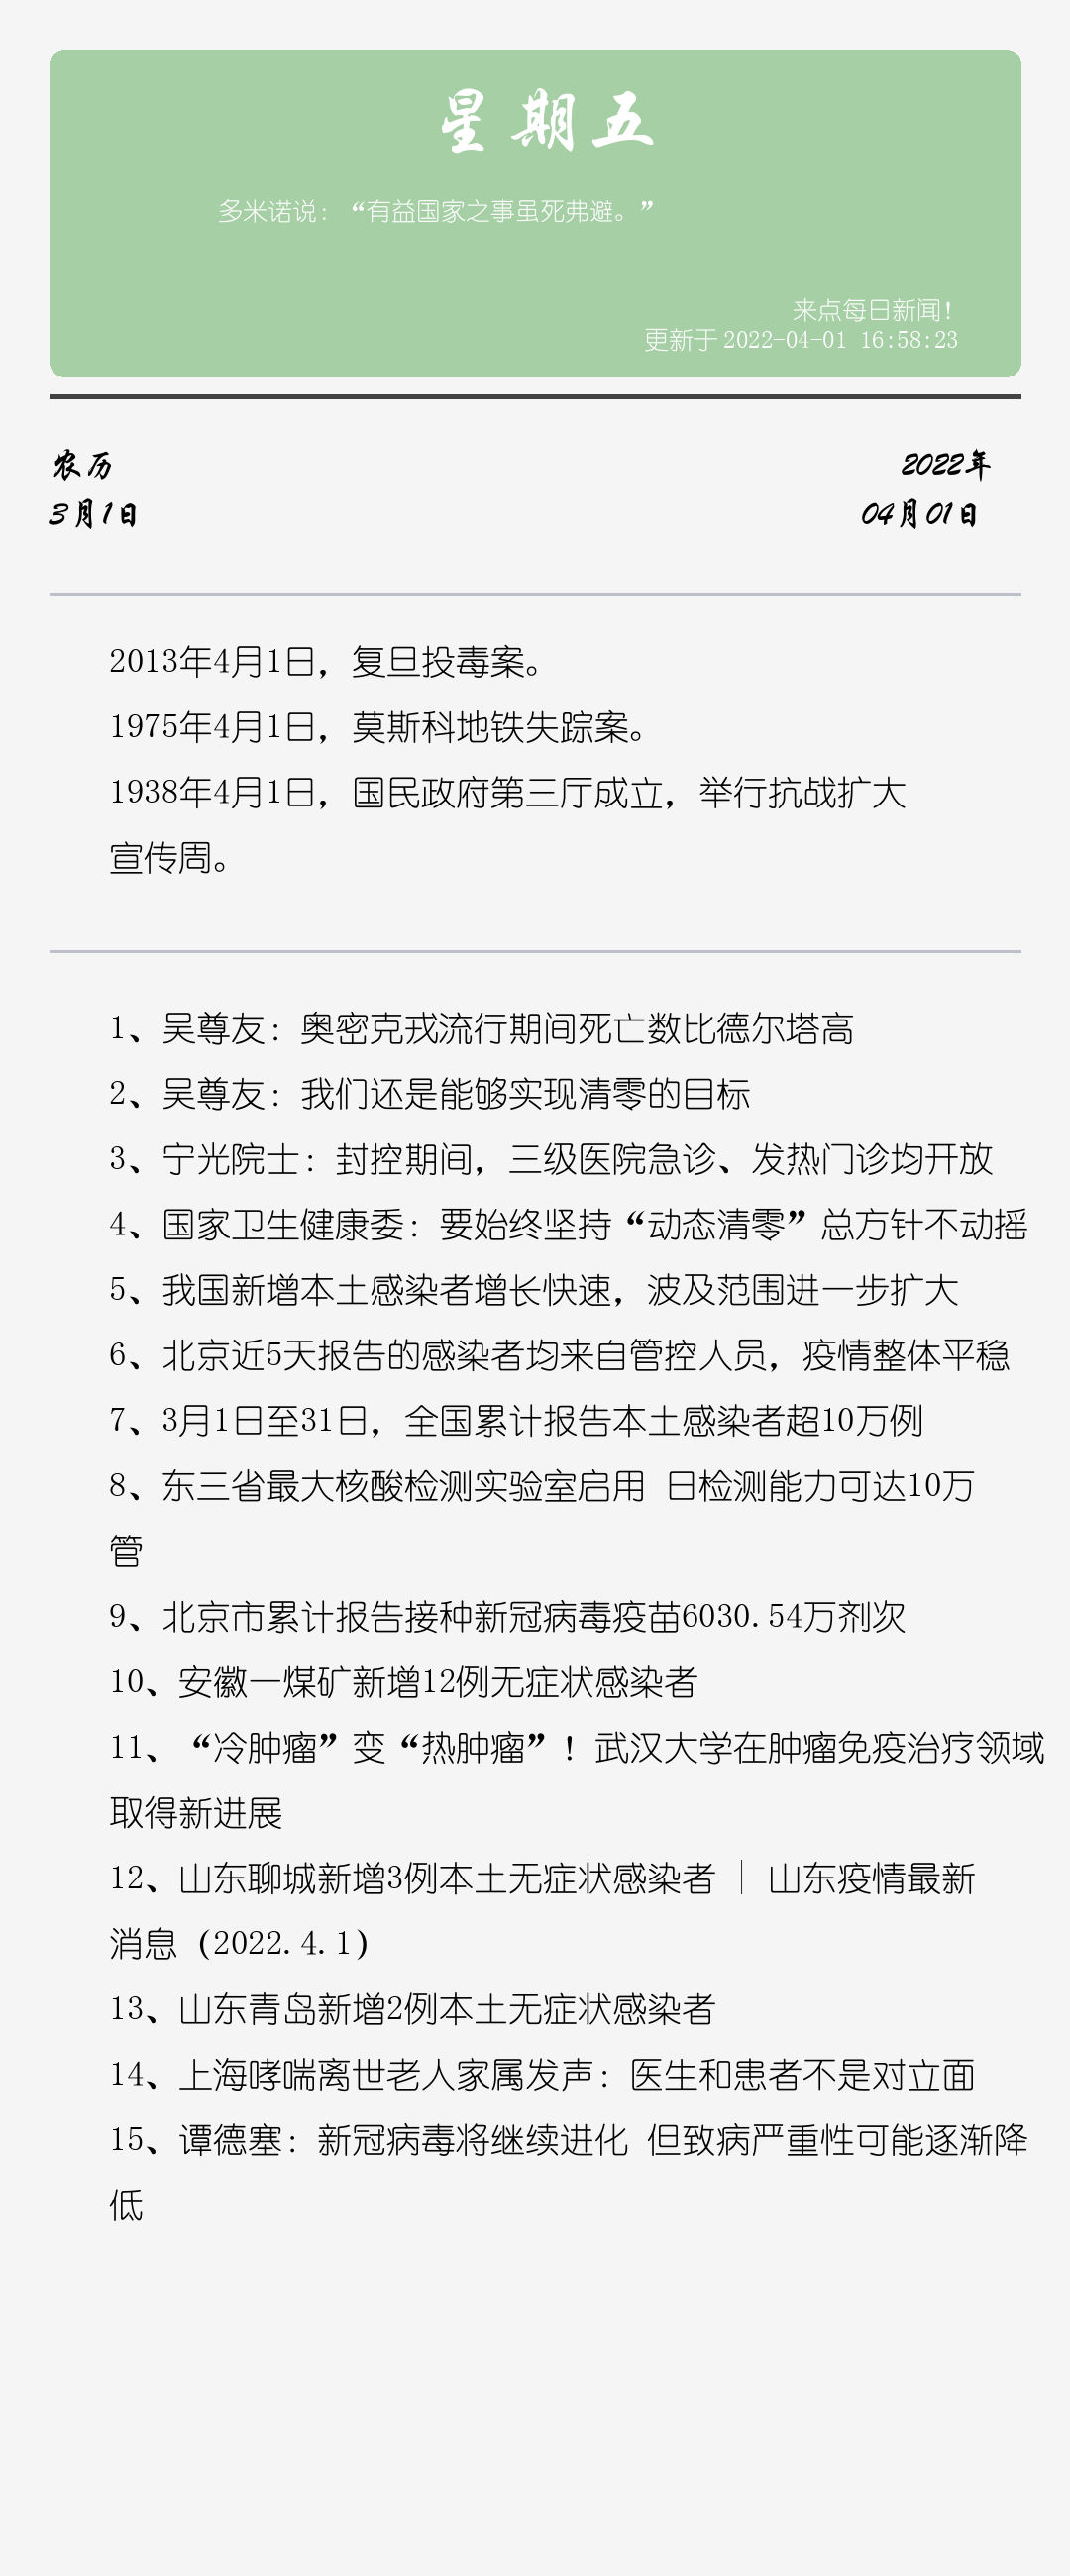 星期五
多米诺说：“有益国家之事虽死弗避。”
来点每日新闻！
更新于 2022-04-01 16:58:23
农历
2022年
3月1日
04月01日
2013年4月1日，复旦投毒案。
1975年4月1日，莫斯科地铁失踪案。
1938年4月1日，国民政府第三厅成立，举行抗战扩大
宣传周。
1、吴尊友：奥密克戎流行期间死亡数比德尔塔高
2、吴尊友：我们还是能够实现清零的目标
3、宁光院士：封控期间，三级医院急诊、发热门诊均开放
4、国家卫生健康委：要始终坚持“动态清零”总方针不动摇
5、我国新增本土感染者增长快速，波及范围进一步扩大
6、北京近5天报告的感染者均来自管控人员，疫情整体平稳
7、3月1日至31日，全国累计报告本土感染者超10万例
8、东三省最大核酸检测实验室启用 日检测能力可达10万
管
9、北京市累计报告接种新冠病毒疫苗6030.54万剂次
10、安徽一煤矿新增12例无症状感染者
11、“冷肿瘤”变“热肿瘤”！武汉大学在肿瘤免疫治疗领域
取得新进展
12、山东聊城新增3例本土无症状感染者｜山东疫情最新
消息（2022.4.1）
13、山东青岛新增2例本土无症状感染者
14、上海哮喘离世老人家属发声：医生和患者不是对立面
15、谭德塞：新冠病毒将继续进化 但致病严重性可能逐渐降
低